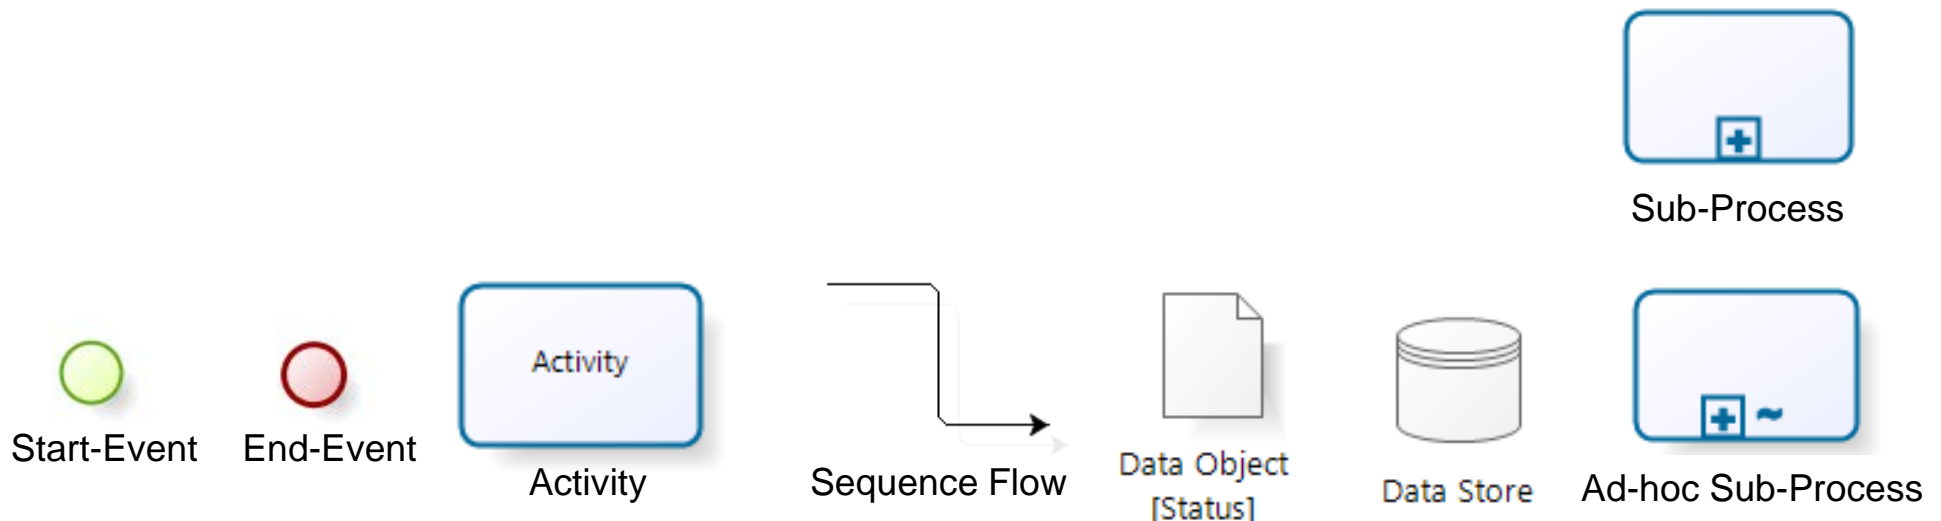 Sub-Process
Activity
Start-Event
End-Event
Activity
Sequence Flow
Data Object
[Status]
Data Store
Ad-hoc Sub-Process